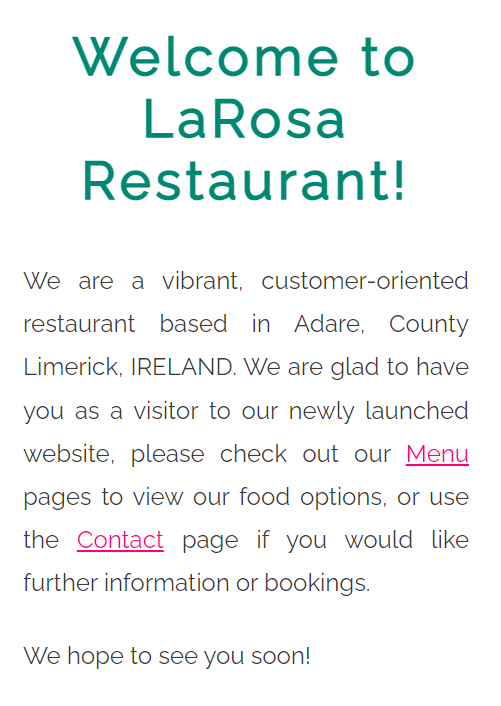 Welcome to
LaRosa
Restaurant!
We are a vibrant, customer-oriented
restaurant based in Adare, County
Limerick, IRELAND. We are glad to have
you as a visitor to our newly launched
website, please check out our Menu
pages to view our food options, or use
the Contact page if you would like
further information or bookings.
We hope to see you soon!